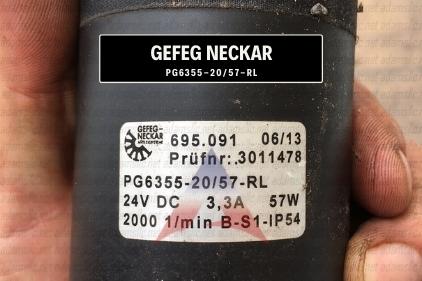 GEFEG NECKAR
PG6355-20/57-RL
GEFEG-
NECKAR
695.091 06/13
Prüfnr:.3011478
PG6355-20/57-RL
24V DC 3,3A 57W
2000 1/min B-S1-IP54